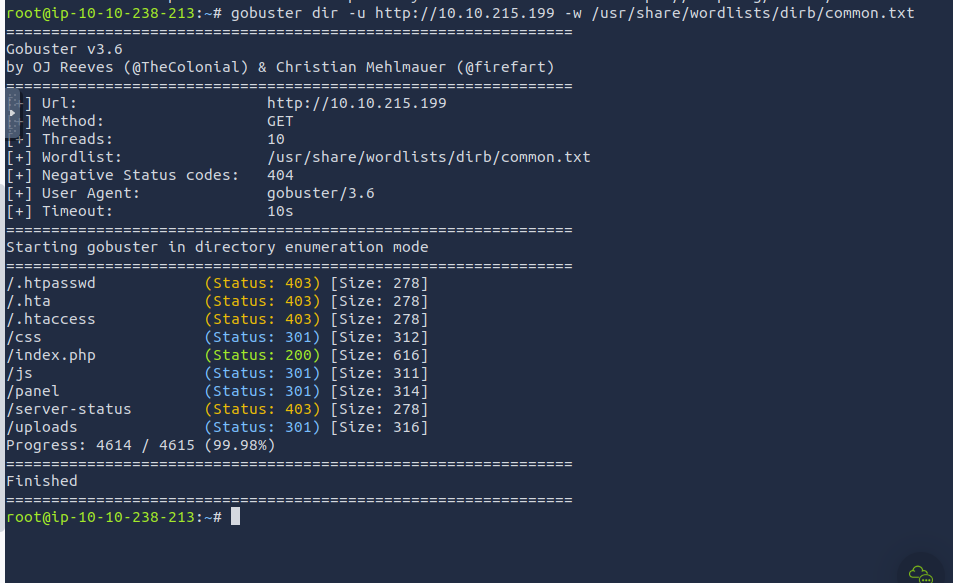 root@ip-10-10-238-213:~# gobuster dir -u http://10.10.215.199 -w /usr/share/wordlists/dirb/common.txt
===============================================================
Gobuster v3.6
by OJ Reeves (@TheColonial) & Christian Mehlmauer (@firefart)
===============================================================
] Url:                     http://10.10.215.199
] Method:                  GET
[+] Threads:                 10
[+] Wordlist:                /usr/share/wordlists/dirb/common.txt
[+] Negative Status codes:   404
[+] User Agent:              gobuster/3.6
[+] Timeout:                 10s
===============================================================
Starting gobuster in directory enumeration mode
===============================================================
/.htpasswd            (Status: 403) [Size: 278]
/.hta                 (Status: 403) [Size: 278]
/.htaccess            (Status: 403) [Size: 278]
/css                  (Status: 301) [Size: 312]
/index.php            (Status: 200) [Size: 616]
/js                   (Status: 301) [Size: 311]
/panel                (Status: 301) [Size: 314]
/server-status        (Status: 403) [Size: 278]
/uploads              (Status: 301) [Size: 316]
Progress: 4614 / 4615 (99.98%)
===============================================================
Finished
===============================================================
root@ip-10-10-238-213:~#